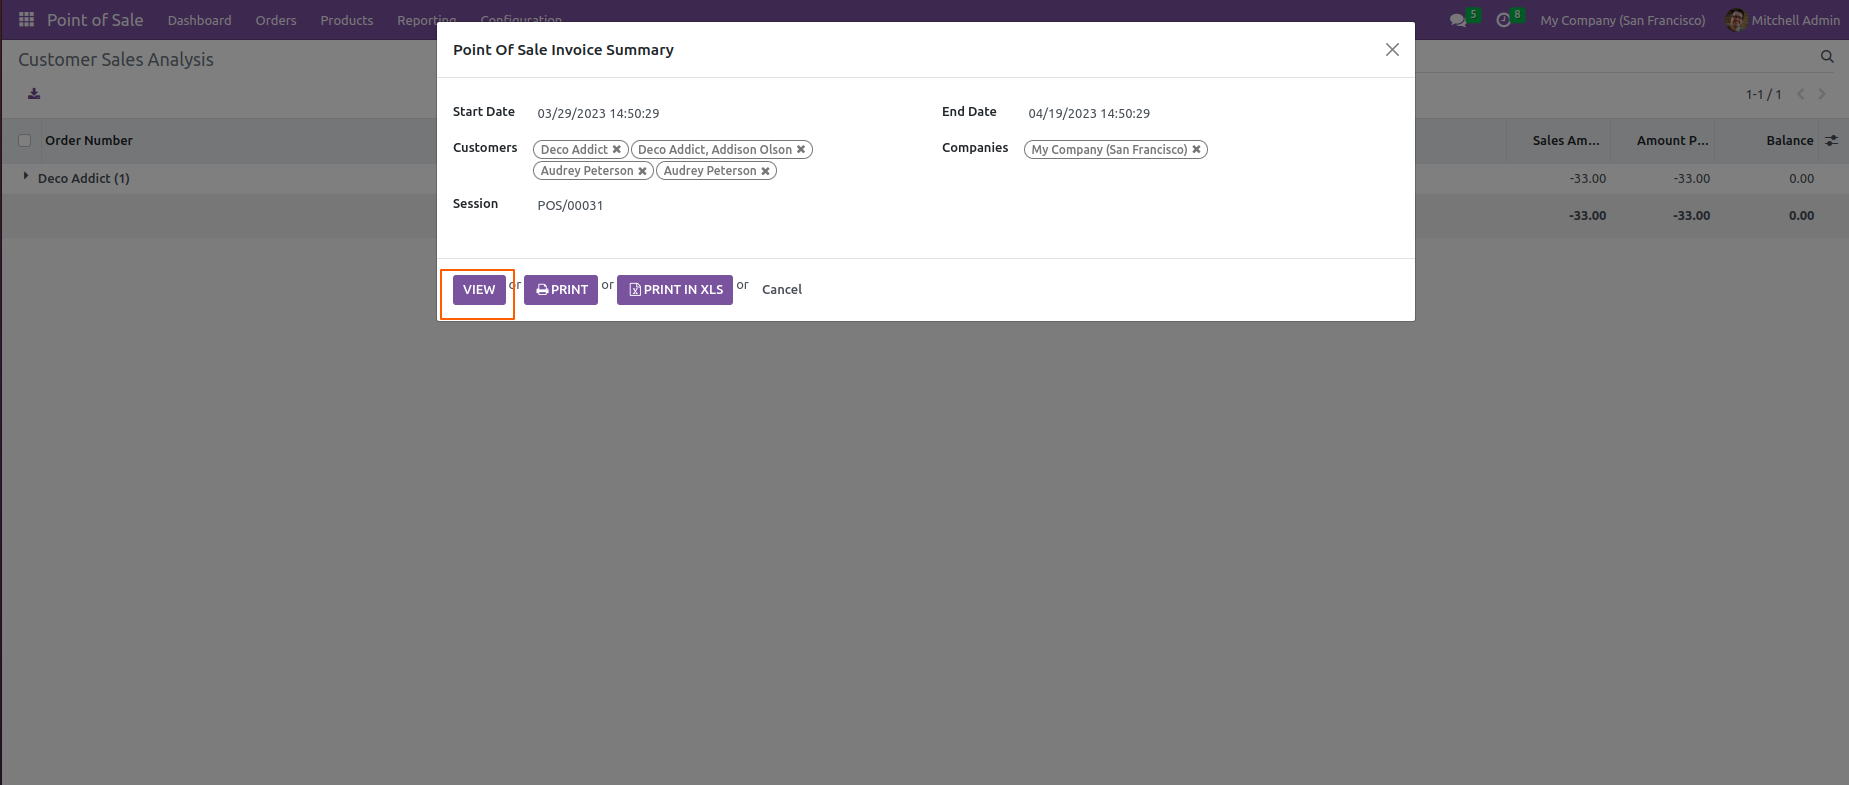 Point of Sale Dashboard Orders Products Reporting Configuration 5 8 My Company (San Francisco) Mitchell Admin
Point Of Sale Invoice Summary
Customer Sales Analysis
1-1 / 1
Start Date 03/29/2023 14:50:29 End Date 04/19/2023 14:50:29
Order Number Sales Am... Amount P... Balance
Customers Deco Addict Deco Addict, Addison Olson Companies My Company (San Francisco)
Audrey Peterson Audrey Peterson
Deco Addict (1) -33.00 -33.00 0.00
Session POS/00031
-33.00 -33.00 0.00
VIEW or PRINT or PRINT IN XLS or Cancel